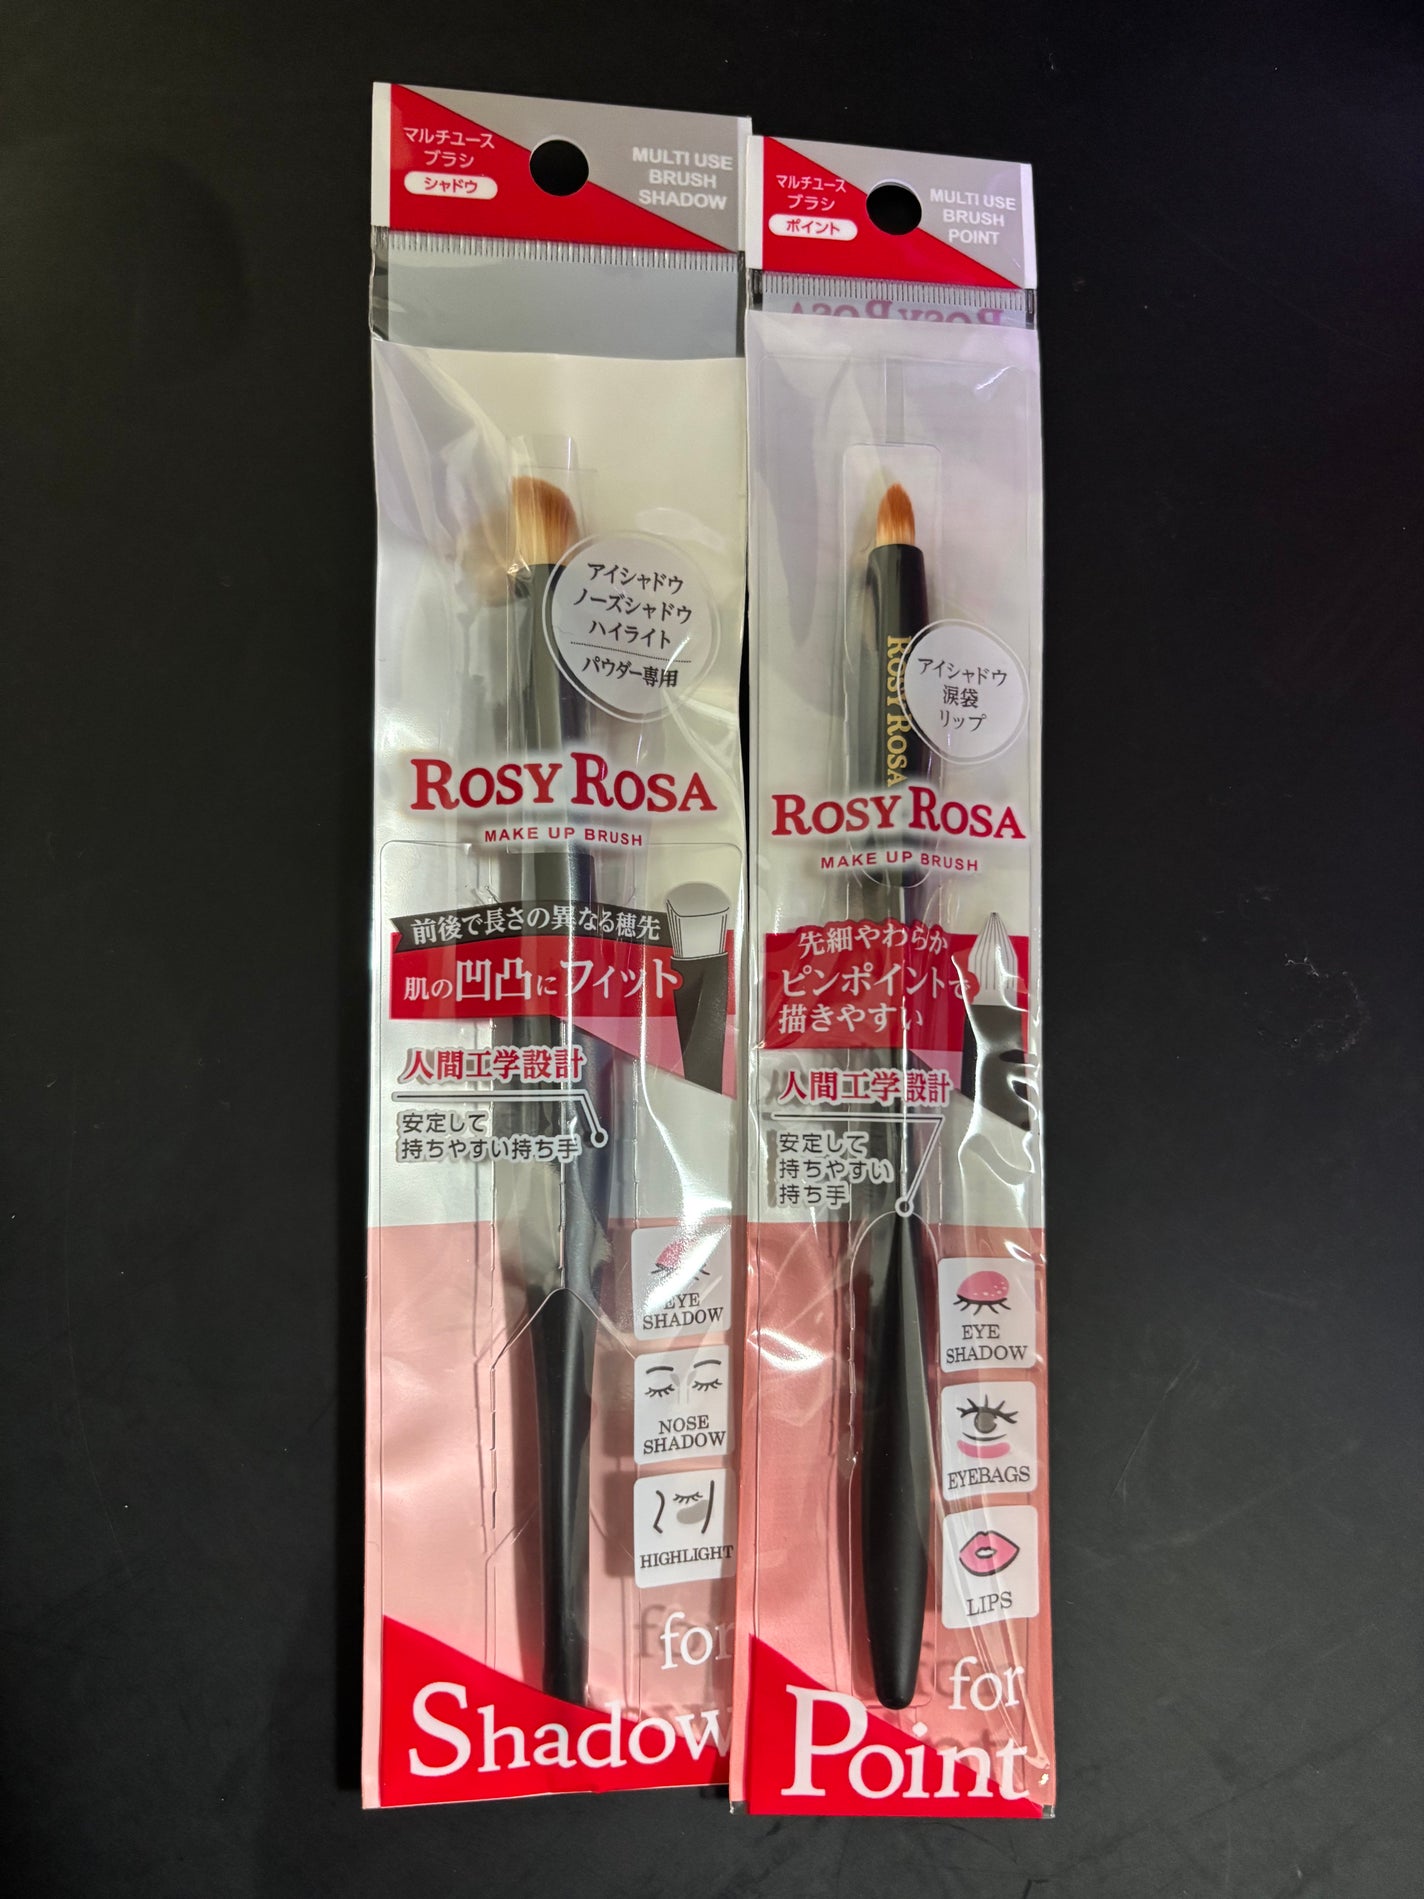 マルチユース
ブラシ
シャドウ
MULTI USE
BRUSH
SHADOW
アイシャドウ
ノーズシャドウ
ハイライト
パウダー専用
ROSY ROSA
MAKE UP BRUSH
前後で長さの異なる穂先
肌の凹凸にフィット
人間工学設計
安定して
持ちやすい持ち手
EYE
SHADOW
NOSE
SHADOW
HIGHLIGHT
for
Shadow
マルチユース
ブラシ
ポイント
MULTI USE
BRUSH
POINT
ROSY ROSA
ROSY ROSA
アイシャドウ
涙袋
リップ
ROSY ROSA
MAKE UP BRUSH
先細やわらか
ピンポイントで
描きやすい
人間工学設計
安定して
持ちやすい
持ち手
EYE
SHADOW
EYEBAGS
LIPS
for
Point